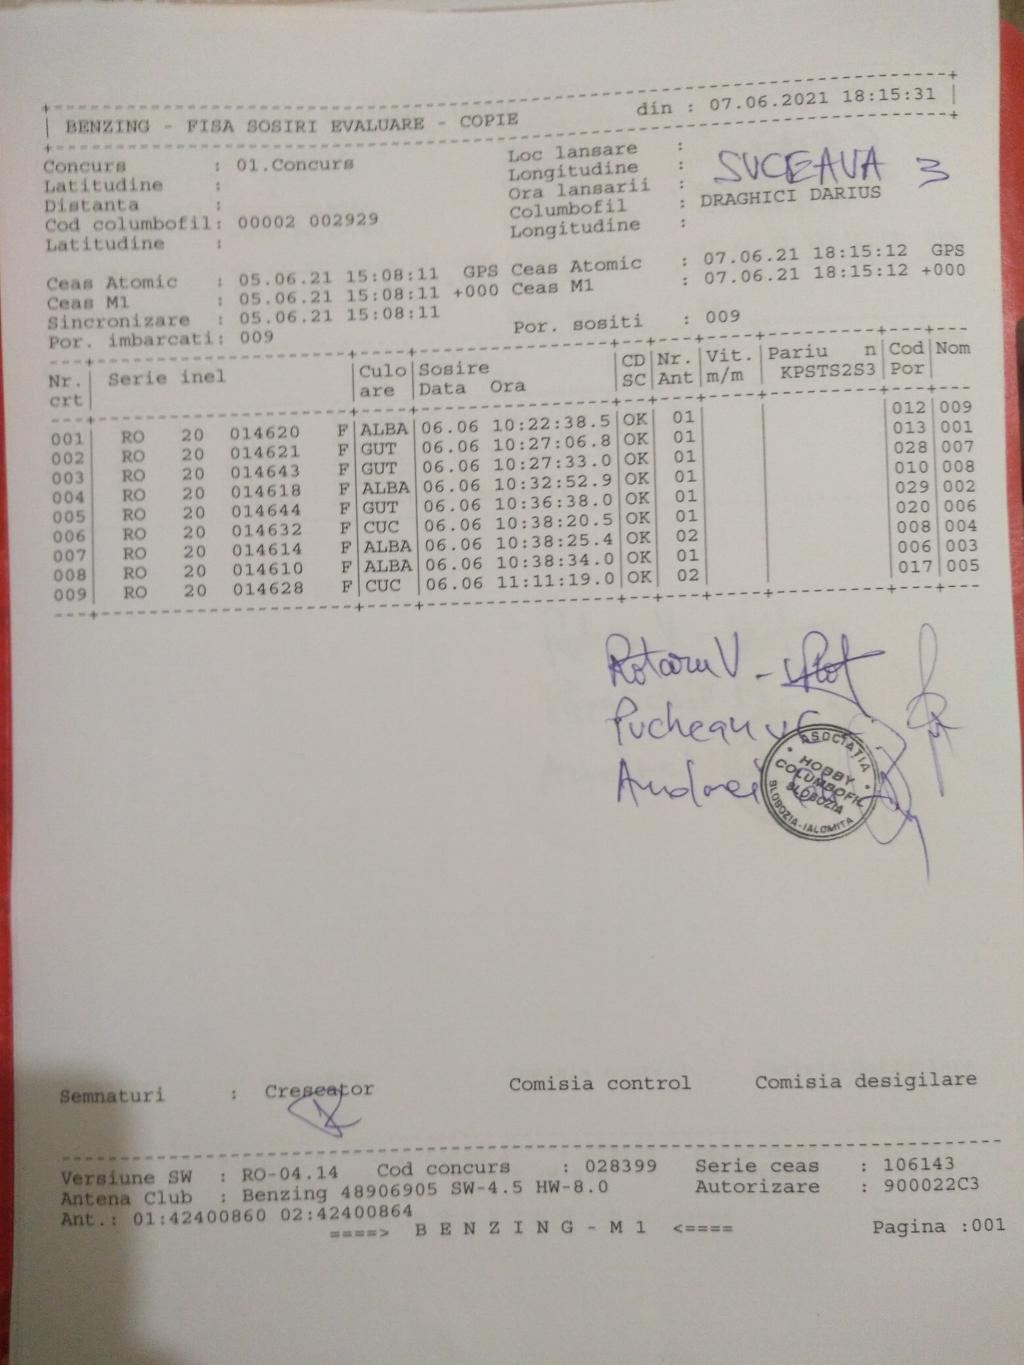 BENZING - FISA SOSIRI EVALUARE - COPIE din : 07.06.2021 18:15:31
Concurs : 01.Concurs Loc lansare : SUCEAVA 3
Latitudine : Longitudine :
Distanta : Ora lansarii :
Cod columbofil: 00002 002929 Columbofil : DRAGHICI DARIUS
Latitudine : Longitudine :
Ceas Atomic : 05.06.21 15:08:11 GPS Ceas Atomic : 07.06.21 18:15:12 GPS
Ceas M1 : 05.06.21 15:08:11 +000 Ceas M1 : 07.06.21 18:15:12 +000
Sincronizare : 05.06.21 15:08:11
Por. imbarcati: 009 Por. sositi : 009
Nr. Serie inel Culo Sosire CD Nr. Vit. Pariu n Cod Nom
crt are Data Ora SC Ant m/m KPSTS2S3 Por
001 RO 20 014620 F ALBA 06.06 10:22:38.5 OK 01 012 009
002 RO 20 014621 F GUT 06.06 10:27:06.8 OK 01 013 001
003 RO 20 014643 F GUT 06.06 10:27:33.0 OK 01 028 007
004 RO 20 014618 F ALBA 06.06 10:32:52.9 OK 01 010 008
005 RO 20 014644 F GUT 06.06 10:36:38.0 OK 01 029 002
006 RO 20 014632 F CUC 06.06 10:38:20.5 OK 01 020 006
007 RO 20 014614 F ALBA 06.06 10:38:25.4 OK 02 008 004
008 RO 20 014610 F ALBA 06.06 10:38:34.0 OK 01 006 003
009 RO 20 014628 F CUC 06.06 11:11:19.0 OK 02 017 005
Rotaru V -
Andrei
ASOCIATIA
HOBBY
COLUMBOFIL
SLOBOZIA
SLOBOZIA-IALOMITA
Semnaturi : Crescator Comisia control Comisia desigilare
Versiune SW : RO-04.14 Cod concurs : 028399 Serie ceas : 106143
Antena Club : Benzing 48906905 SW-4.5 HW-8.0 Autorizare : 900022C3
Ant.: 01:42400860 02:42400864
====> B E N Z I N G - M 1 <==== Pagina :001